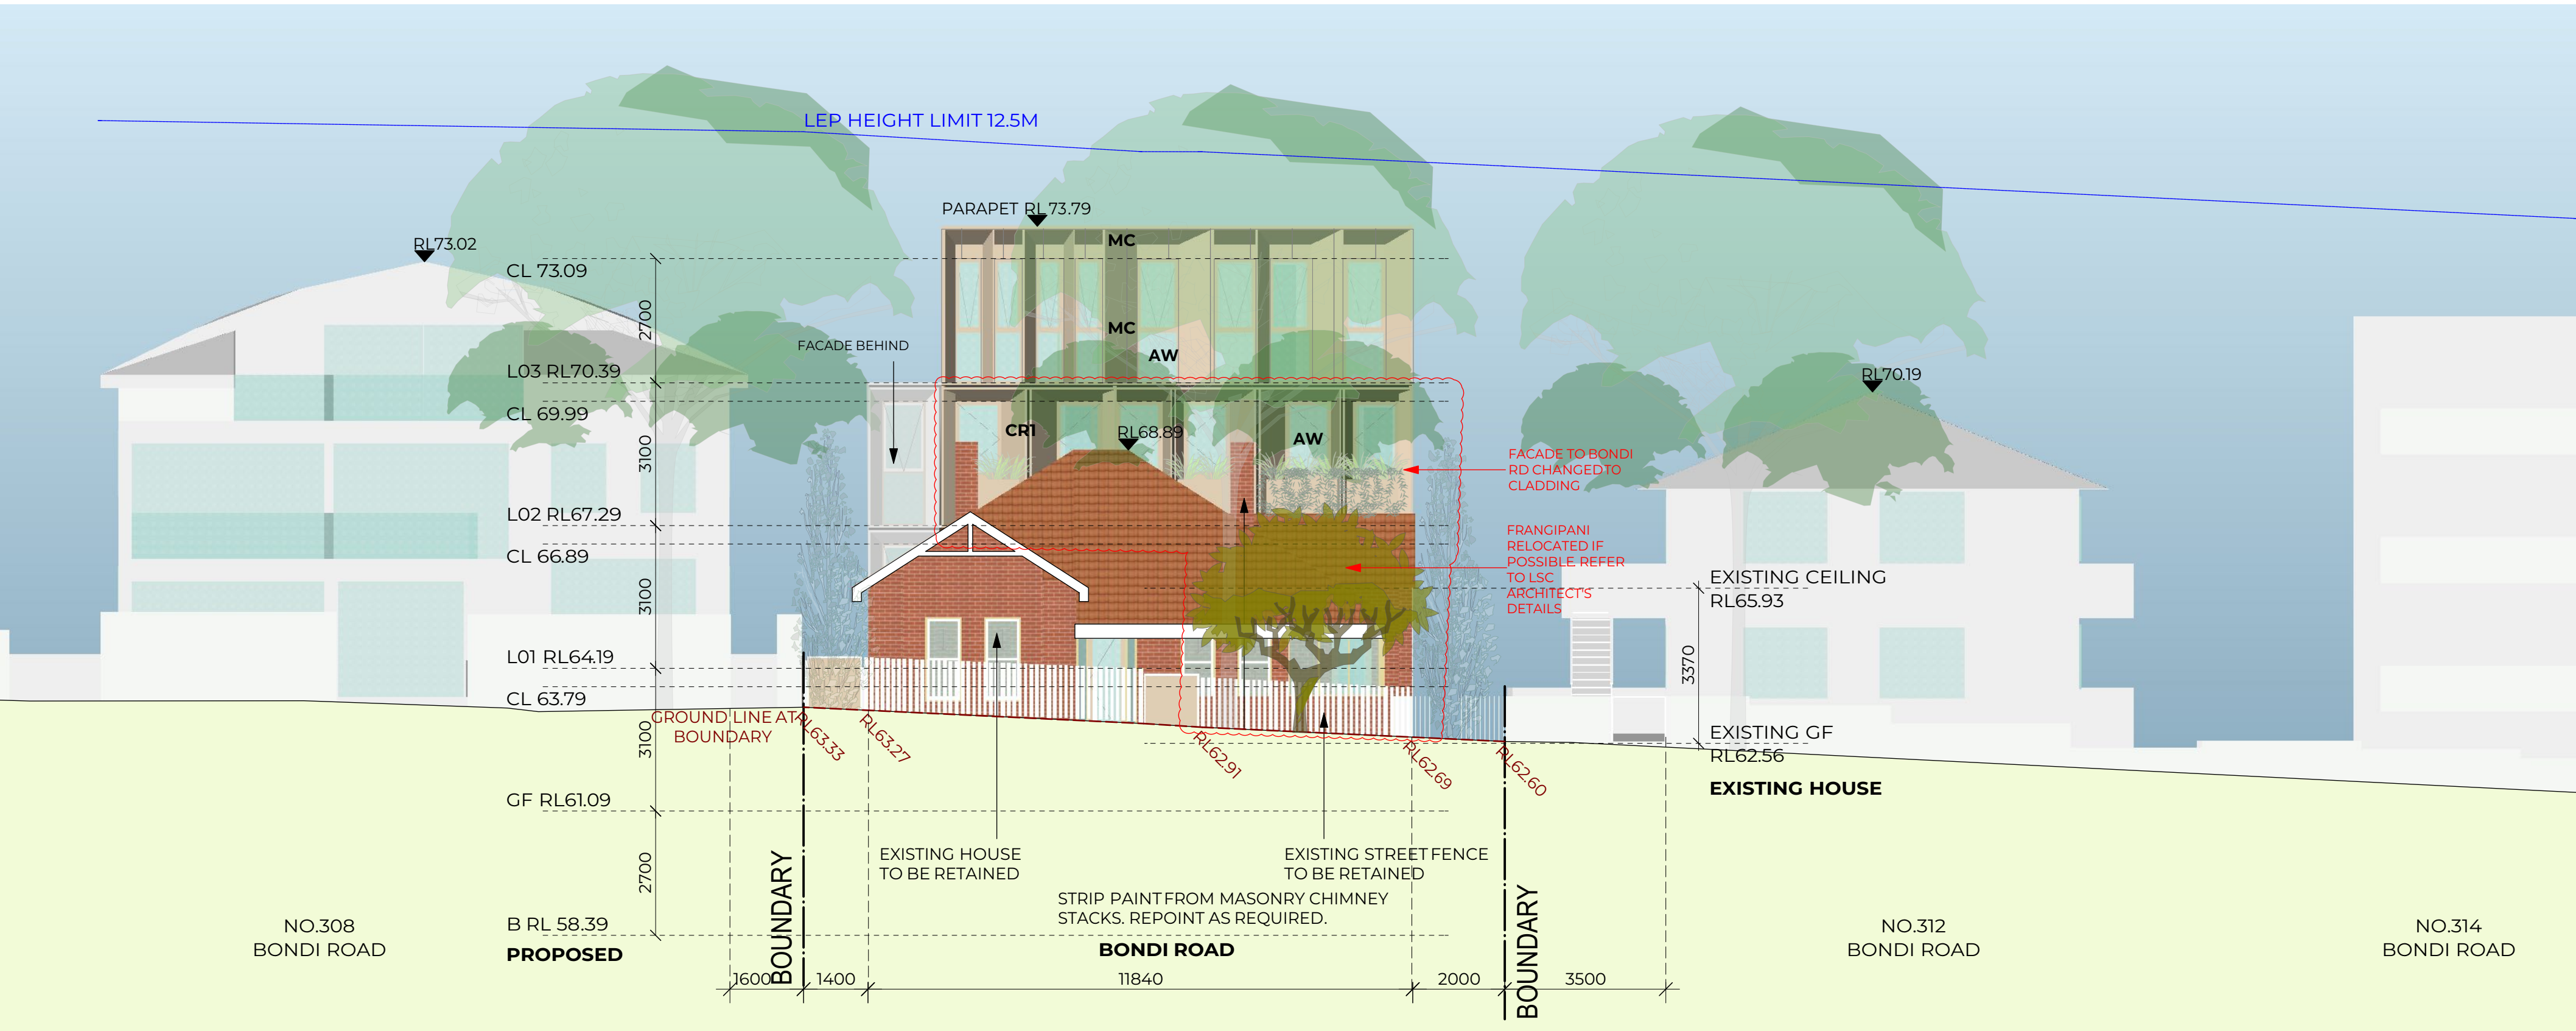 LEP HEIGHT LIMIT 12.5M
PARAPET RL 73.79
MC
RL73.02
CL 73.09
2700
MC
FACADE BEHIND
AW
L03 RL70.39
RL70.19
CL 69.99
CR1
RL68.89
AW
3100
FACADE TO BONDI
RD CHANGED TO
CLADDING
L02 RL67.29
CL 66.89
FRANGIPANI
RELOCATED IF
POSSIBLE. REFER
TO LSC
ARCHITECT'S
DETAILS
3100
EXISTING CEILING
RL65.93
L01 RL64.19
3370
CL 63.79
GROUND LINE AT
BOUNDARY
3100
RL63.33
RL63.27
RL62.91
RL62.69
RL62.60
EXISTING GF
RL62.56
EXISTING HOUSE
GF RL61.09
2700
EXISTING HOUSE
TO BE RETAINED
EXISTING STREET FENCE
TO BE RETAINED
STRIP PAINT FROM MASONRY CHIMNEY
STACKS. REPOINT AS REQUIRED.
NO.308
BONDI ROAD
B RL 58.39
PROPOSED
BOUNDARY
BONDI ROAD
BOUNDARY
NO.312
BONDI ROAD
NO.314
BONDI ROAD
1600
1400
11840
2000
3500